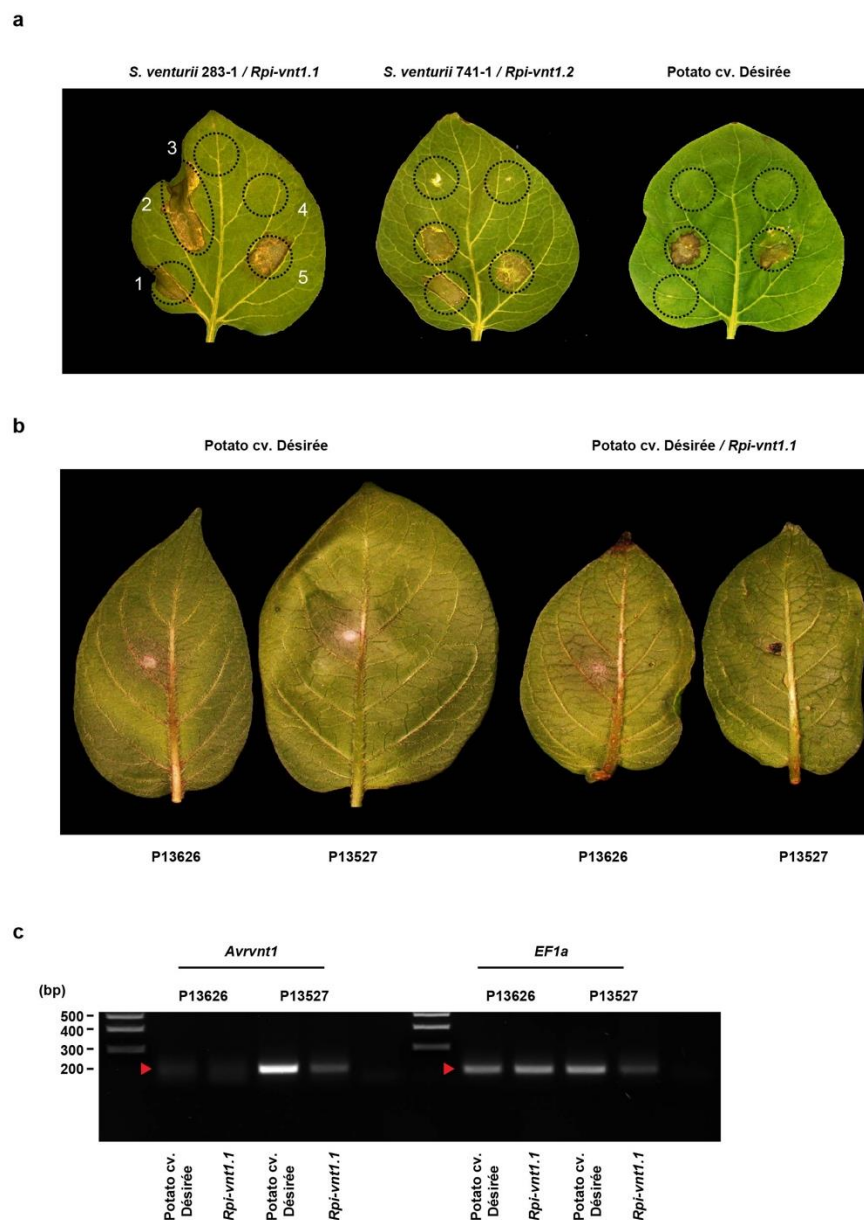 a
S. venturii 283-1 / Rpi-vnt1.1 S. venturii 741-1 / Rpi-vnt1.2 Potato cv. Désirée
3
2 4
1 5
b
Potato cv. Désirée Potato cv. Désirée / Rpi-vnt1.1
P13626 P13527 P13626 P13527
c
Avrvnt1 EF1a
(bp) P13626 P13527 P13626 P13527
500
400
300
200
Potato cv. Désirée Rpi-vnt1.1 Potato cv. Désirée Rpi-vnt1.1 Potato cv. Désirée Rpi-vnt1.1 Potato cv. Désirée Rpi-vnt1.1